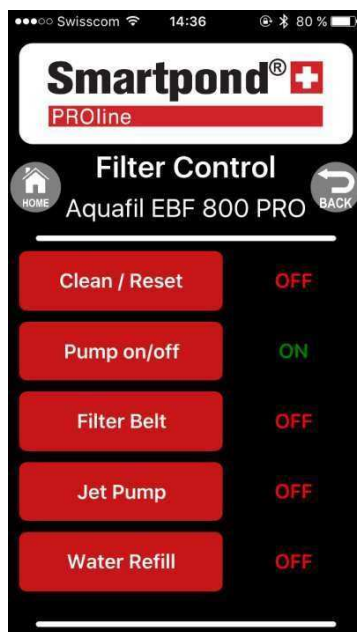 Swisscom 14:36 80 %
Smartpond®
PROline
Filter Control
HOME
Aquafil EBF 800 PRO
BACK
Clean / Reset OFF
Pump on/off ON
Filter Belt OFF
Jet Pump OFF
Water Refill OFF